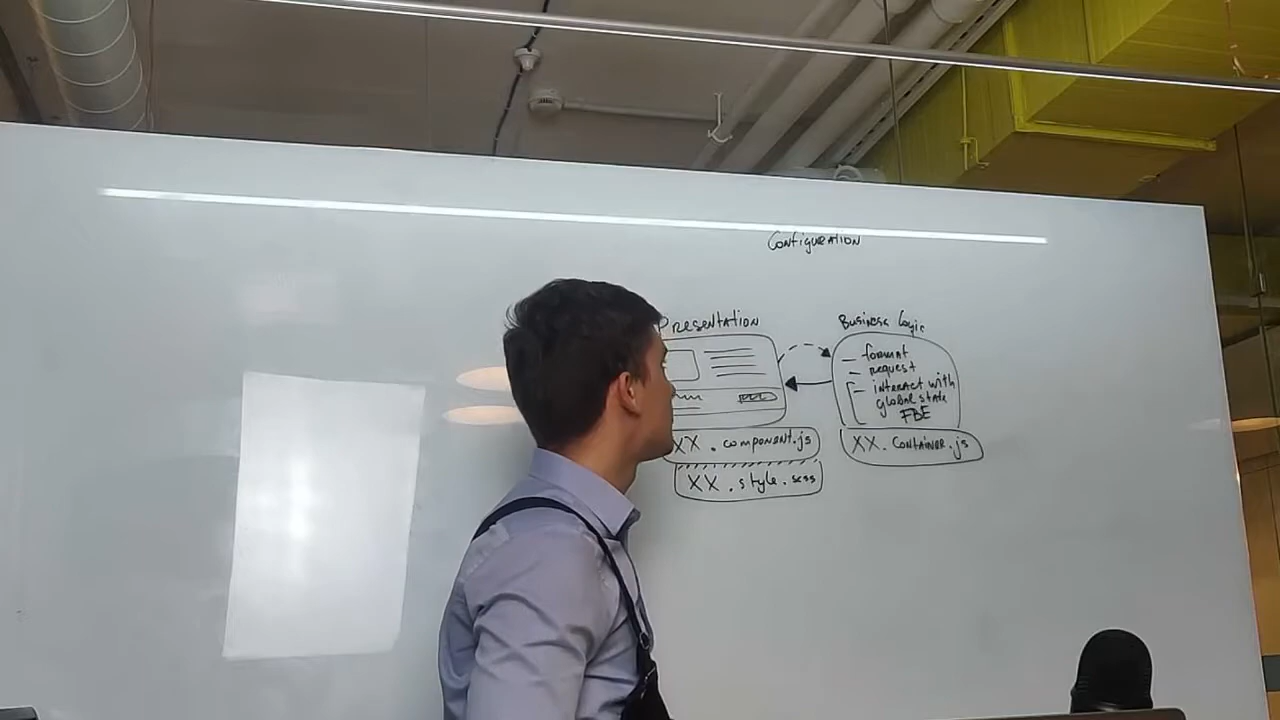 Configuration
Presentation
Business Logic
format
request
interact with
global state
FBE
XX.component.js
XX.container.js
XX.style.scss